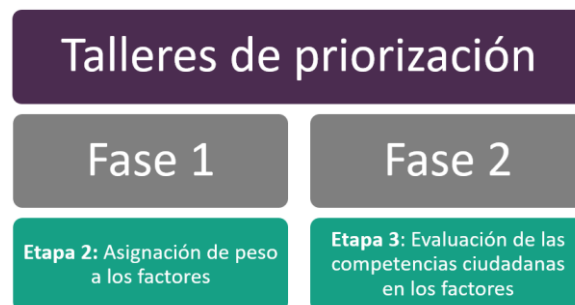 Talleres de priorización
Fase 1
Fase 2
Etapa 2: Asignación de peso
a los factores
Etapa 3: Evaluación de las
competencias ciudadanas
en los factores